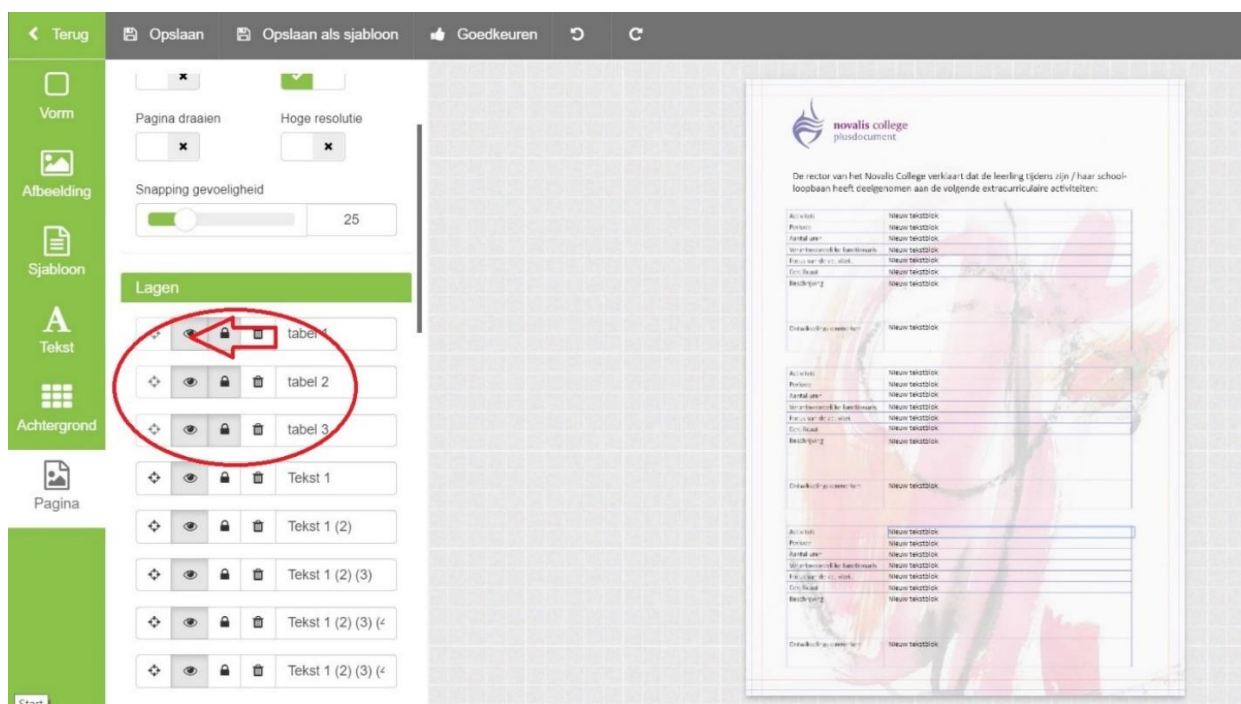 Terug
Opslaan
Opslaan als sjabloon
Goedkeuren
Vorm
Afbeelding
Sjabloon
Tekst
Achtergrond
Pagina
Start
Pagina draaien
Hoge resolutie
Snapping gevoeligheid
25
Lagen
tabel 1
tabel 2
tabel 3
Tekst 1
Tekst 1 (2)
Tekst 1 (2) (3)
Tekst 1 (2) (3) (4
Tekst 1 (2) (3) (4
novalis college
plusdocument
De rector van het Novalis College verklaart dat de leerling tijdens zijn / haar school-
loopbaan heeft deelgenomen aan de volgende extracurriculaire activiteiten:
Activiteit Nieuw tekstblok
Periode Nieuw tekstblok
Aantal uren Nieuw tekstblok
Nieuw tekstblok
Nieuw tekstblok
Nieuw tekstblok
Beschrijving Nieuw tekstblok
Nieuw tekstblok
Activiteit Nieuw tekstblok
Periode Nieuw tekstblok
Aantal uren Nieuw tekstblok
Nieuw tekstblok
Nieuw tekstblok
Nieuw tekstblok
Beschrijving Nieuw tekstblok
Nieuw tekstblok
Activiteit Nieuw tekstblok
Periode Nieuw tekstblok
Aantal uren Nieuw tekstblok
Nieuw tekstblok
Nieuw tekstblok
Nieuw tekstblok
Beschrijving Nieuw tekstblok
Nieuw tekstblok